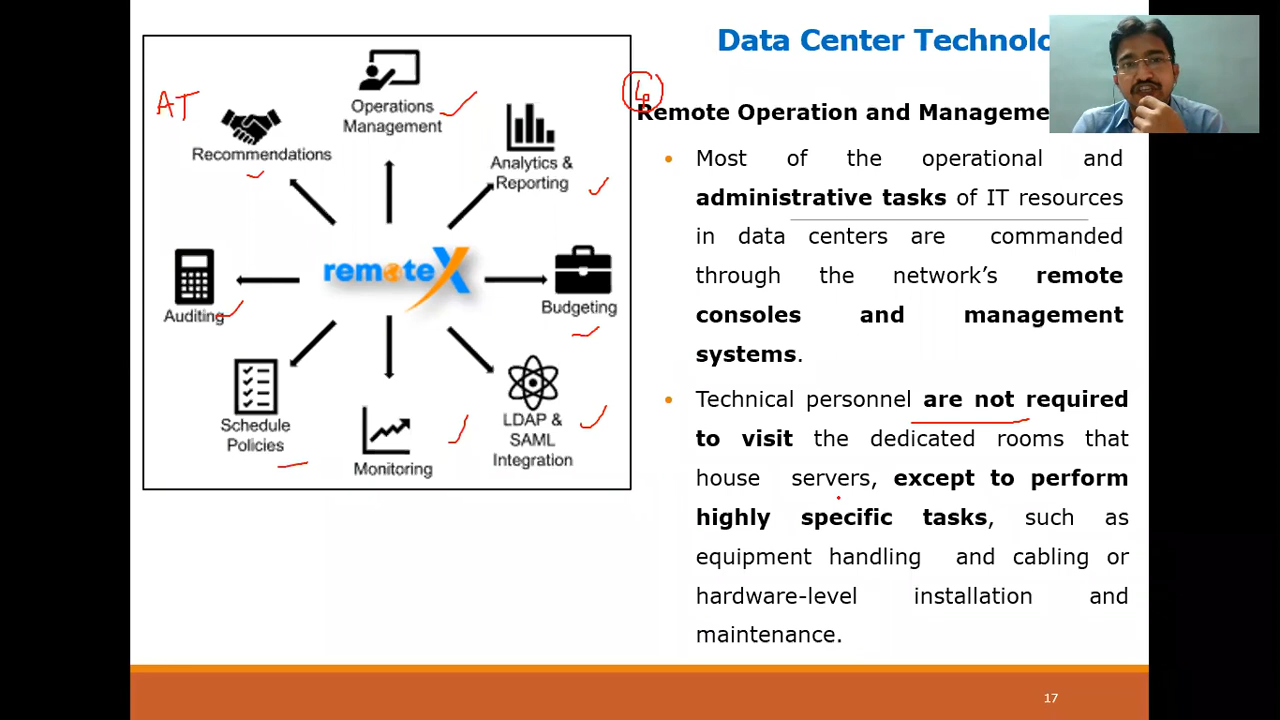 Data Center Technolo
4
Remote Operation and Manageme
• Most of the operational and
administrative tasks of IT resources
in data centers are commanded
through the network’s remote
consoles and management
systems.
• Technical personnel are not required
to visit the dedicated rooms that
house servers, except to perform
highly specific tasks, such as
equipment handling and cabling or
hardware-level installation and
maintenance.
AT
Operations
Management
Recommendations
Analytics &
Reporting
remoteX
Auditing
Budgeting
Schedule
Policies
Monitoring
LDAP &
SAML
Integration
17